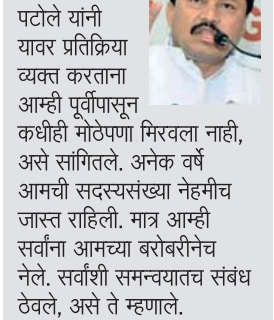 पटोले यांनी
यावर प्रतिक्रिया
व्यक्त करताना
आम्ही पूर्वीपासून
कधीही मोठेपणा मिरवला नाही,
असे सांगितले. अनेक वर्षे
आमची सदस्यसंख्या नेहमीच
जास्त राहिली. मात्र आम्ही
सर्वांना आमच्या बरोबरीनेच
नेले. सर्वांशी समन्वयातच संबंध
ठेवले, असे ते म्हणाले.